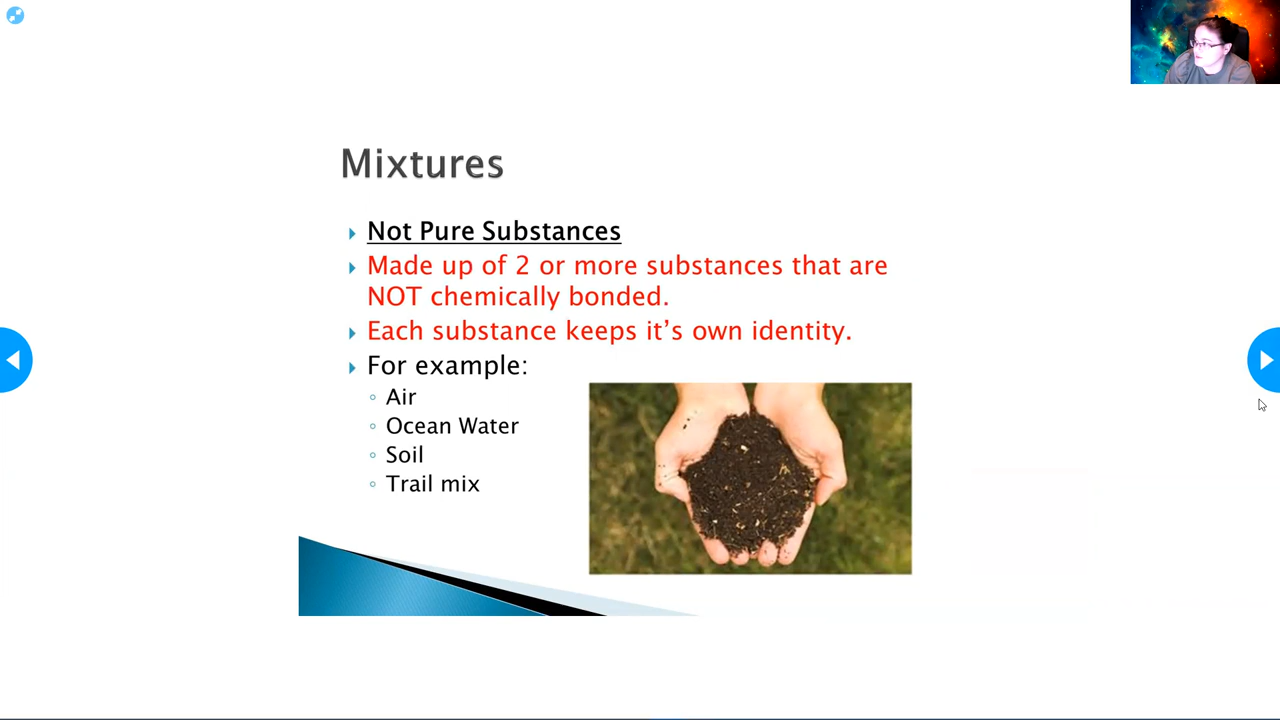 Mixtures
Not Pure Substances
Made up of 2 or more substances that are
NOT chemically bonded.
Each substance keeps it’s own identity.
For example:
Air
Ocean Water
Soil
Trail mix